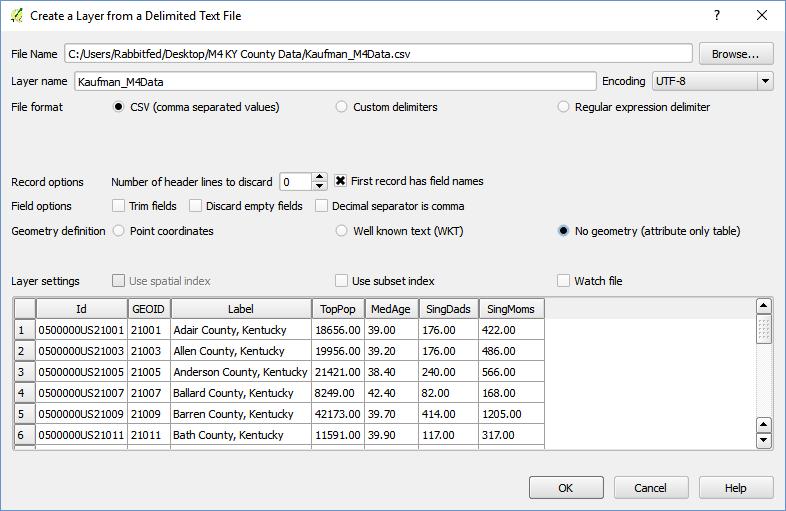 Create a Layer from a Delimited Text File
File Name C:/Users/Rabbitfed/Desktop/M4 KY County Data/Kaufman_M4Data.csv Browse...
Layer name Kaufman_M4Data Encoding UTF-8
File format CSV (comma separated values) Custom delimiters Regular expression delimiter
Record options Number of header lines to discard 0 First record has field names
Field options Trim fields Discard empty fields Decimal separator is comma
Geometry definition Point coordinates Well known text (WKT) No geometry (attribute only table)
Layer settings Use spatial index Use subset index Watch file
Id GEOID Label TopPop MedAge SingDads SingMoms
1 0500000US21001 21001 Adair County, Kentucky 18656.00 39.00 176.00 422.00
2 0500000US21003 21003 Allen County, Kentucky 19956.00 39.20 176.00 486.00
3 0500000US21005 21005 Anderson County, Kentucky 21421.00 38.40 240.00 566.00
4 0500000US21007 21007 Ballard County, Kentucky 8249.00 42.40 82.00 168.00
5 0500000US21009 21009 Barren County, Kentucky 42173.00 39.70 414.00 1205.00
6 0500000US21011 21011 Bath County, Kentucky 11591.00 39.90 117.00 317.00
OK Cancel Help